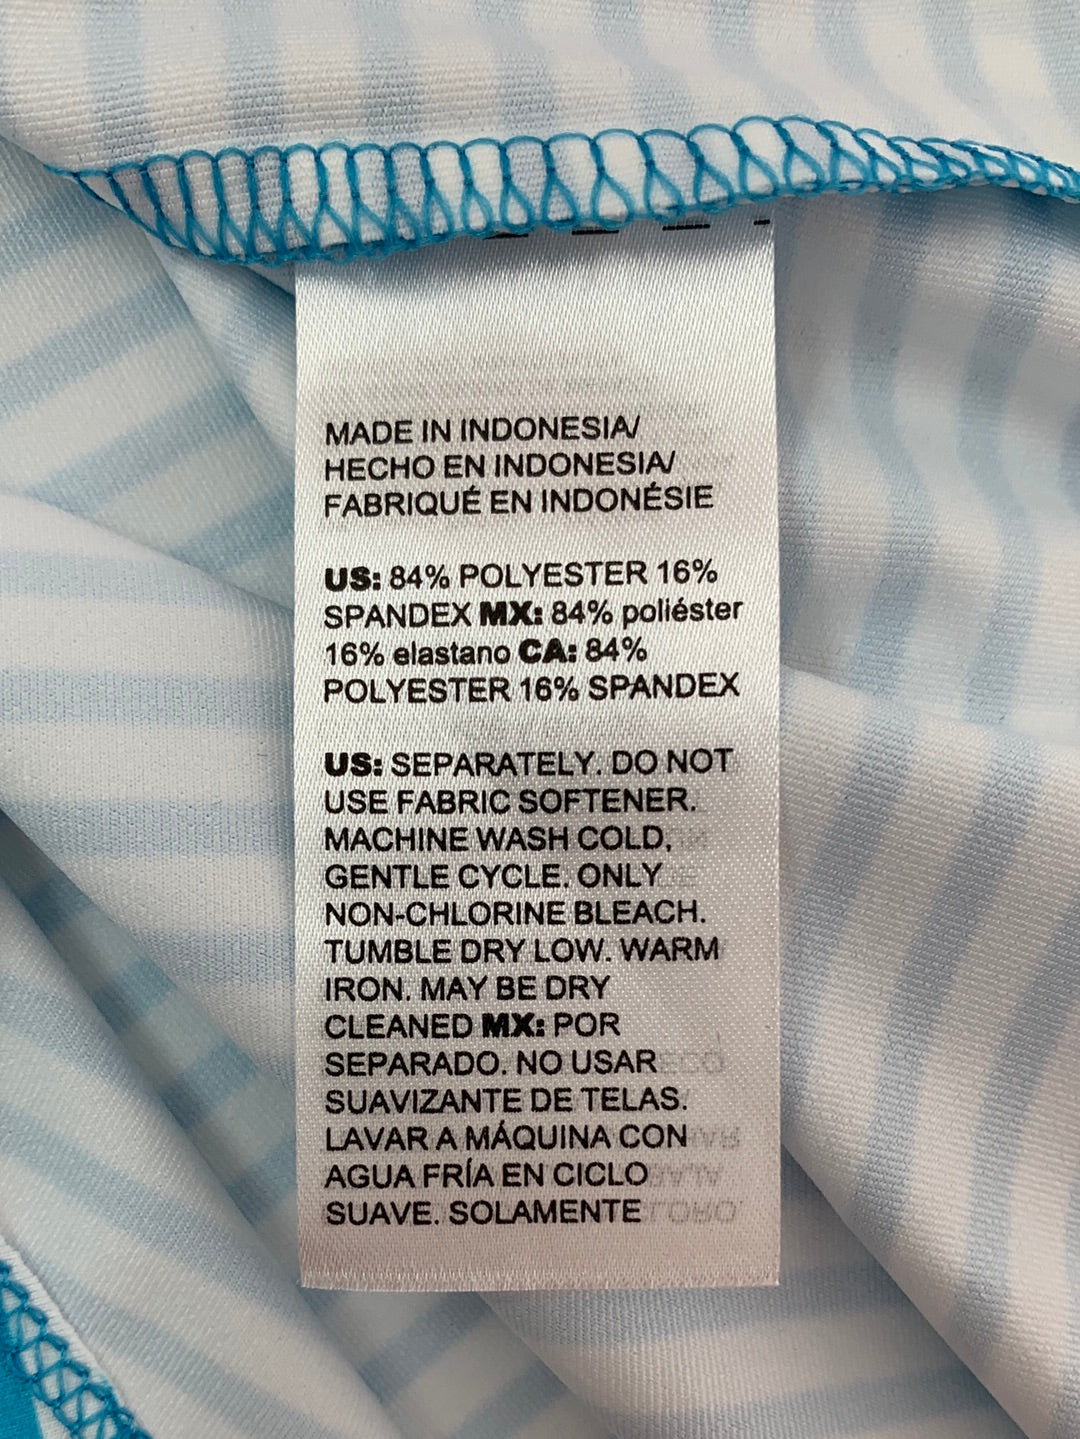 MADE IN INDONESIA/
HECHO EN INDONESIA/
FABRIQUÉ EN INDONÉSIE
US: 84% POLYESTER 16%
SPANDEX MX: 84% poliéster
16% elastano CA: 84%
POLYESTER 16% SPANDEX
US: SEPARATELY. DO NOT
USE FABRIC SOFTENER.
MACHINE WASH COLD,
GENTLE CYCLE. ONLY
NON-CHLORINE BLEACH.
TUMBLE DRY LOW. WARM
IRON. MAY BE DRY
CLEANED MX: POR
SEPARADO. NO USAR
SUAVIZANTE DE TELAS.
LAVAR A MÁQUINA CON
AGUA FRÍA EN CICLO
SUAVE. SOLAMENTE